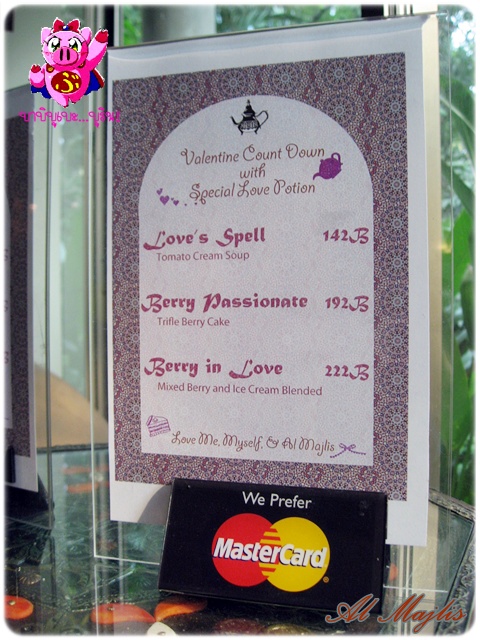 Valentine Count Down
with
Special Love Potion
Love's Spell 142B
Tomato Cream Soup
Berry Passionate 192B
Trifle Berry Cake
Berry in Love 222B
Mixed Berry and Ice Cream Blended
Love Me, Myself, & Al Majlis
We Prefer
MasterCard
Al Majlis